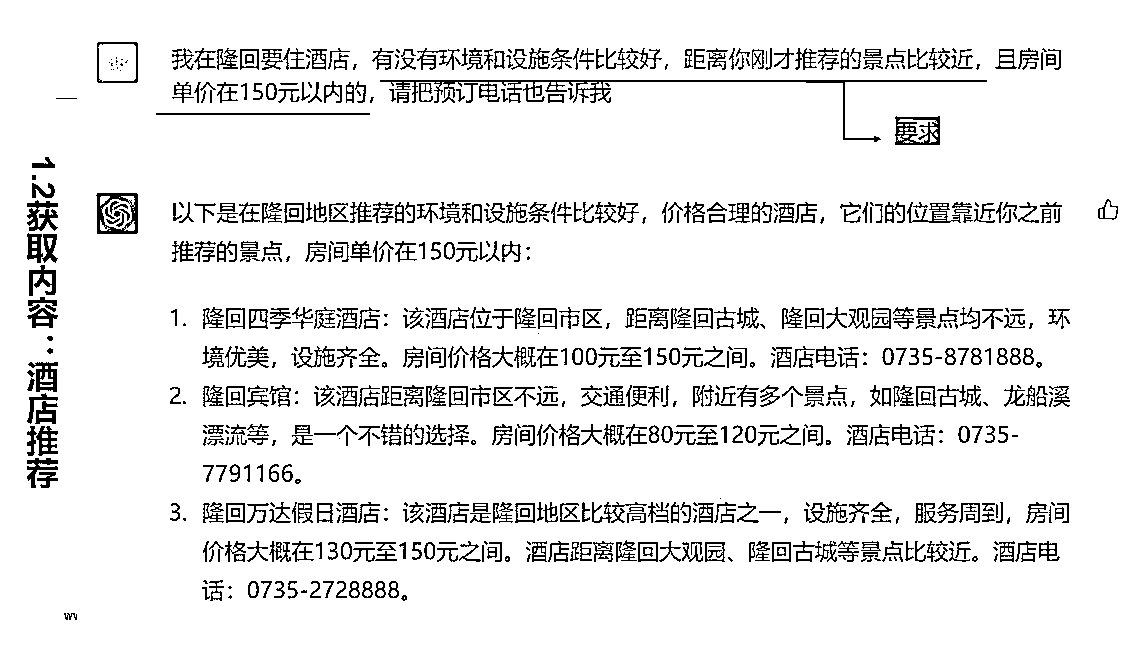 我在隆回要住酒店，有没有环境和设施条件比较好，距离你刚才推荐的景点比较近，且房间
单价在150元以内的，请把预订电话也告诉我
要求
1.2获取内容：酒店推荐
以下是在隆回地区推荐的环境和设施条件比较好，价格合理的酒店，它们的位置靠近你之前
推荐的景点，房间单价在150元以内：
1. 隆回四季华庭酒店：该酒店位于隆回市区，距离隆回古城、隆回大观园等景点均不远，环
境优美，设施齐全。房间价格大概在100元至150元之间。酒店电话：0735-8781888。
2. 隆回宾馆：该酒店距离隆回市区不远，交通便利，附近有多个景点，如隆回古城、龙船溪
漂流等，是一个不错的选择。房间价格大概在80元至120元之间。酒店电话：0735-
7791166。
3. 隆回万达假日酒店：该酒店是隆回地区比较高档的酒店之一，设施齐全，服务周到，房间
价格大概在130元至150元之间。酒店距离隆回大观园、隆回古城等景点比较近。酒店电
话：0735-2728888。